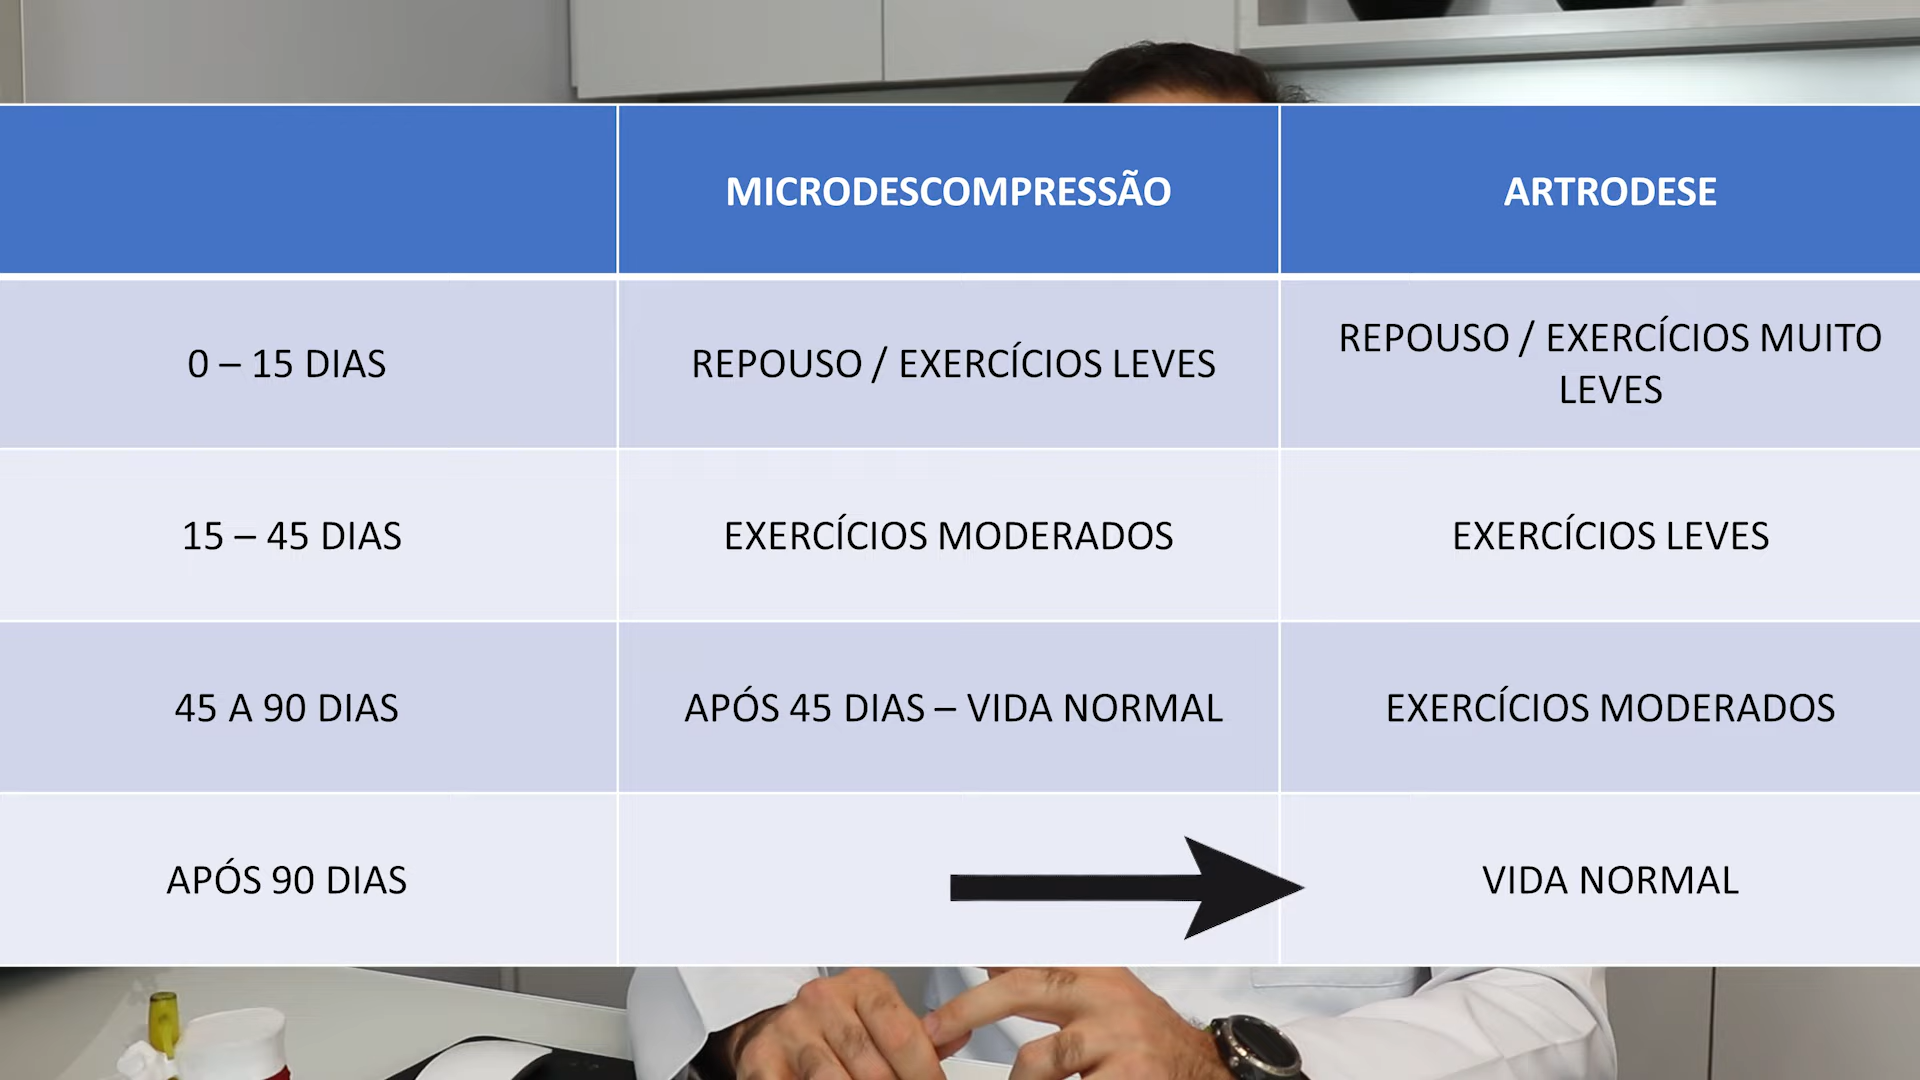 MICRODESCOMPRESSÃO
ARTRODESE
0 – 15 DIAS
REPOUSO / EXERCÍCIOS LEVES
REPOUSO / EXERCÍCIOS MUITO
LEVES
15 – 45 DIAS
EXERCÍCIOS MODERADOS
EXERCÍCIOS LEVES
45 A 90 DIAS
APÓS 45 DIAS – VIDA NORMAL
EXERCÍCIOS MODERADOS
APÓS 90 DIAS
VIDA NORMAL